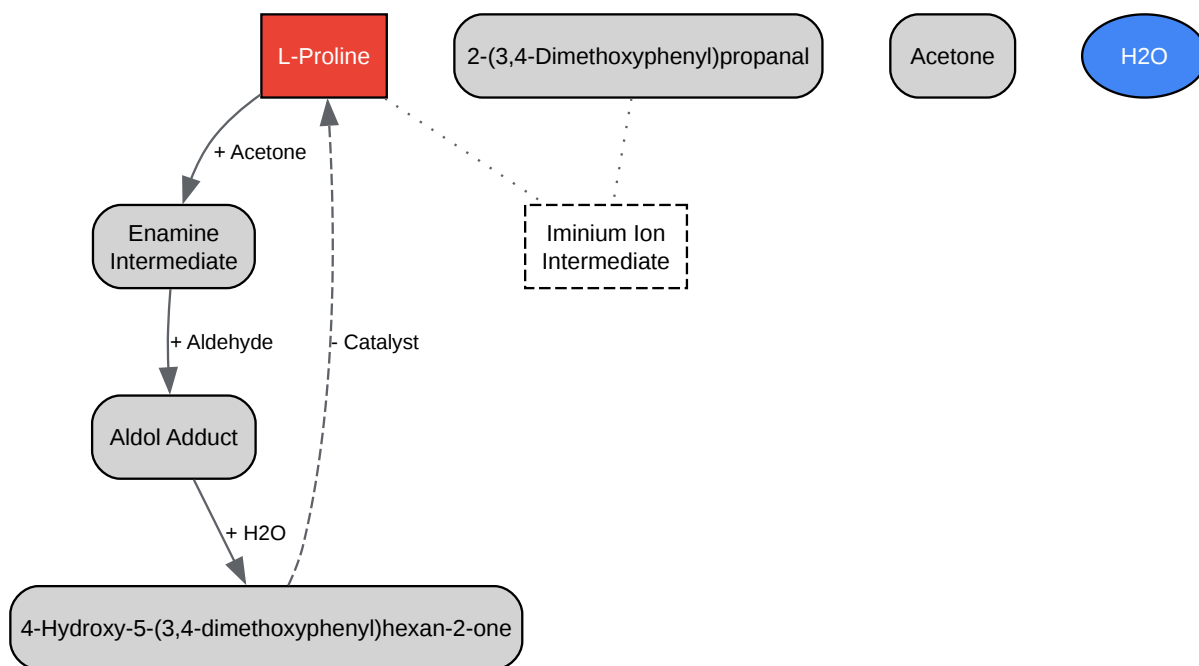 L-Proline
2-(3,4-Dimethoxyphenyl)propanal
Acetone
H2O
+ Acetone
Enamine
Intermediate
Iminium Ion
Intermediate
+ Aldehyde
- Catalyst
Aldol Adduct
+ H2O
4-Hydroxy-5-(3,4-dimethoxyphenyl)hexan-2-one